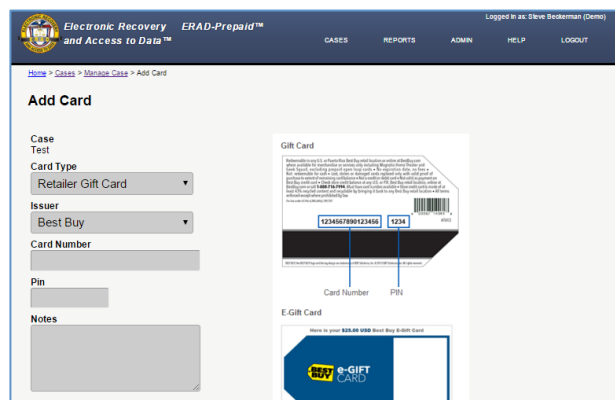 Logged in as: Steve Beckerman (Demo)
Electronic Recovery ERAD-Prepaid™
and Access to Data™
CASES REPORTS ADMIN HELP LOGOUT
Home > Cases > Manage Case > Add Card
Add Card
Case
Test
Card Type
Retailer Gift Card
Issuer
Best Buy
Card Number
Pin
Notes
Gift Card
1234567890123456 1234
Card Number PIN
E-Gift Card
Here is your $25.00 USD Best Buy E-Gift Card
BEST BUY e-GIFT CARD